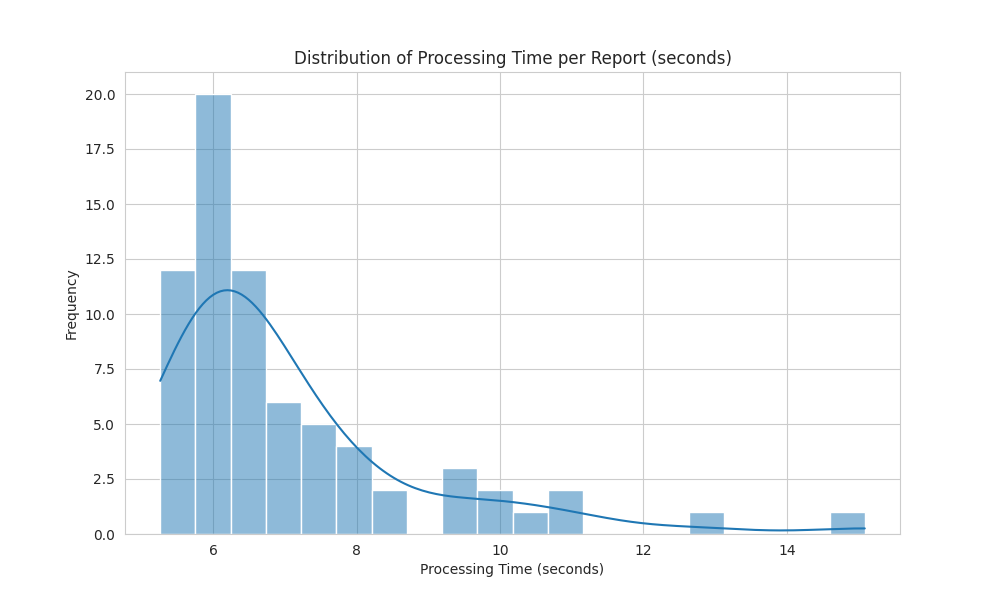 Distribution of Processing Time per Report (seconds)
20.0
17.5
15.0
12.5
10.0
7.5
5.0
2.5
0.0
Frequency
6 8 10 12 14
Processing Time (seconds)